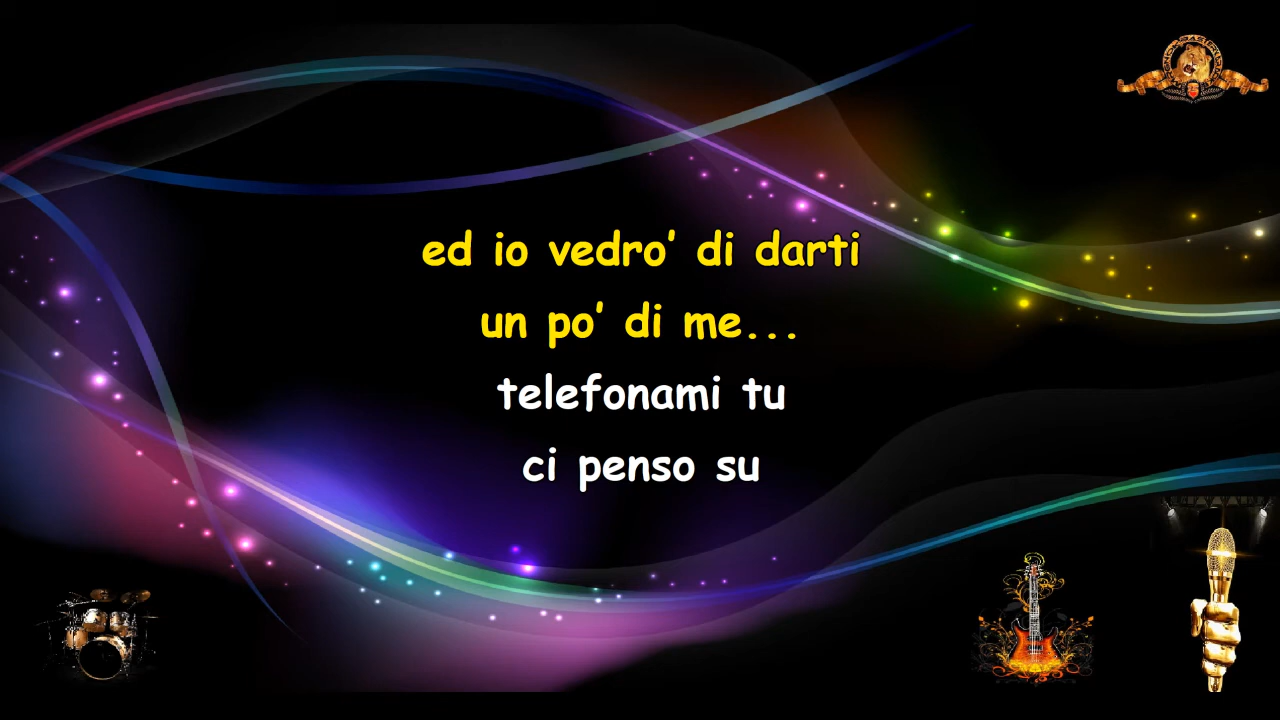 ed io vedro' di darti
un po' di me...
telefonami tu
ci penso su